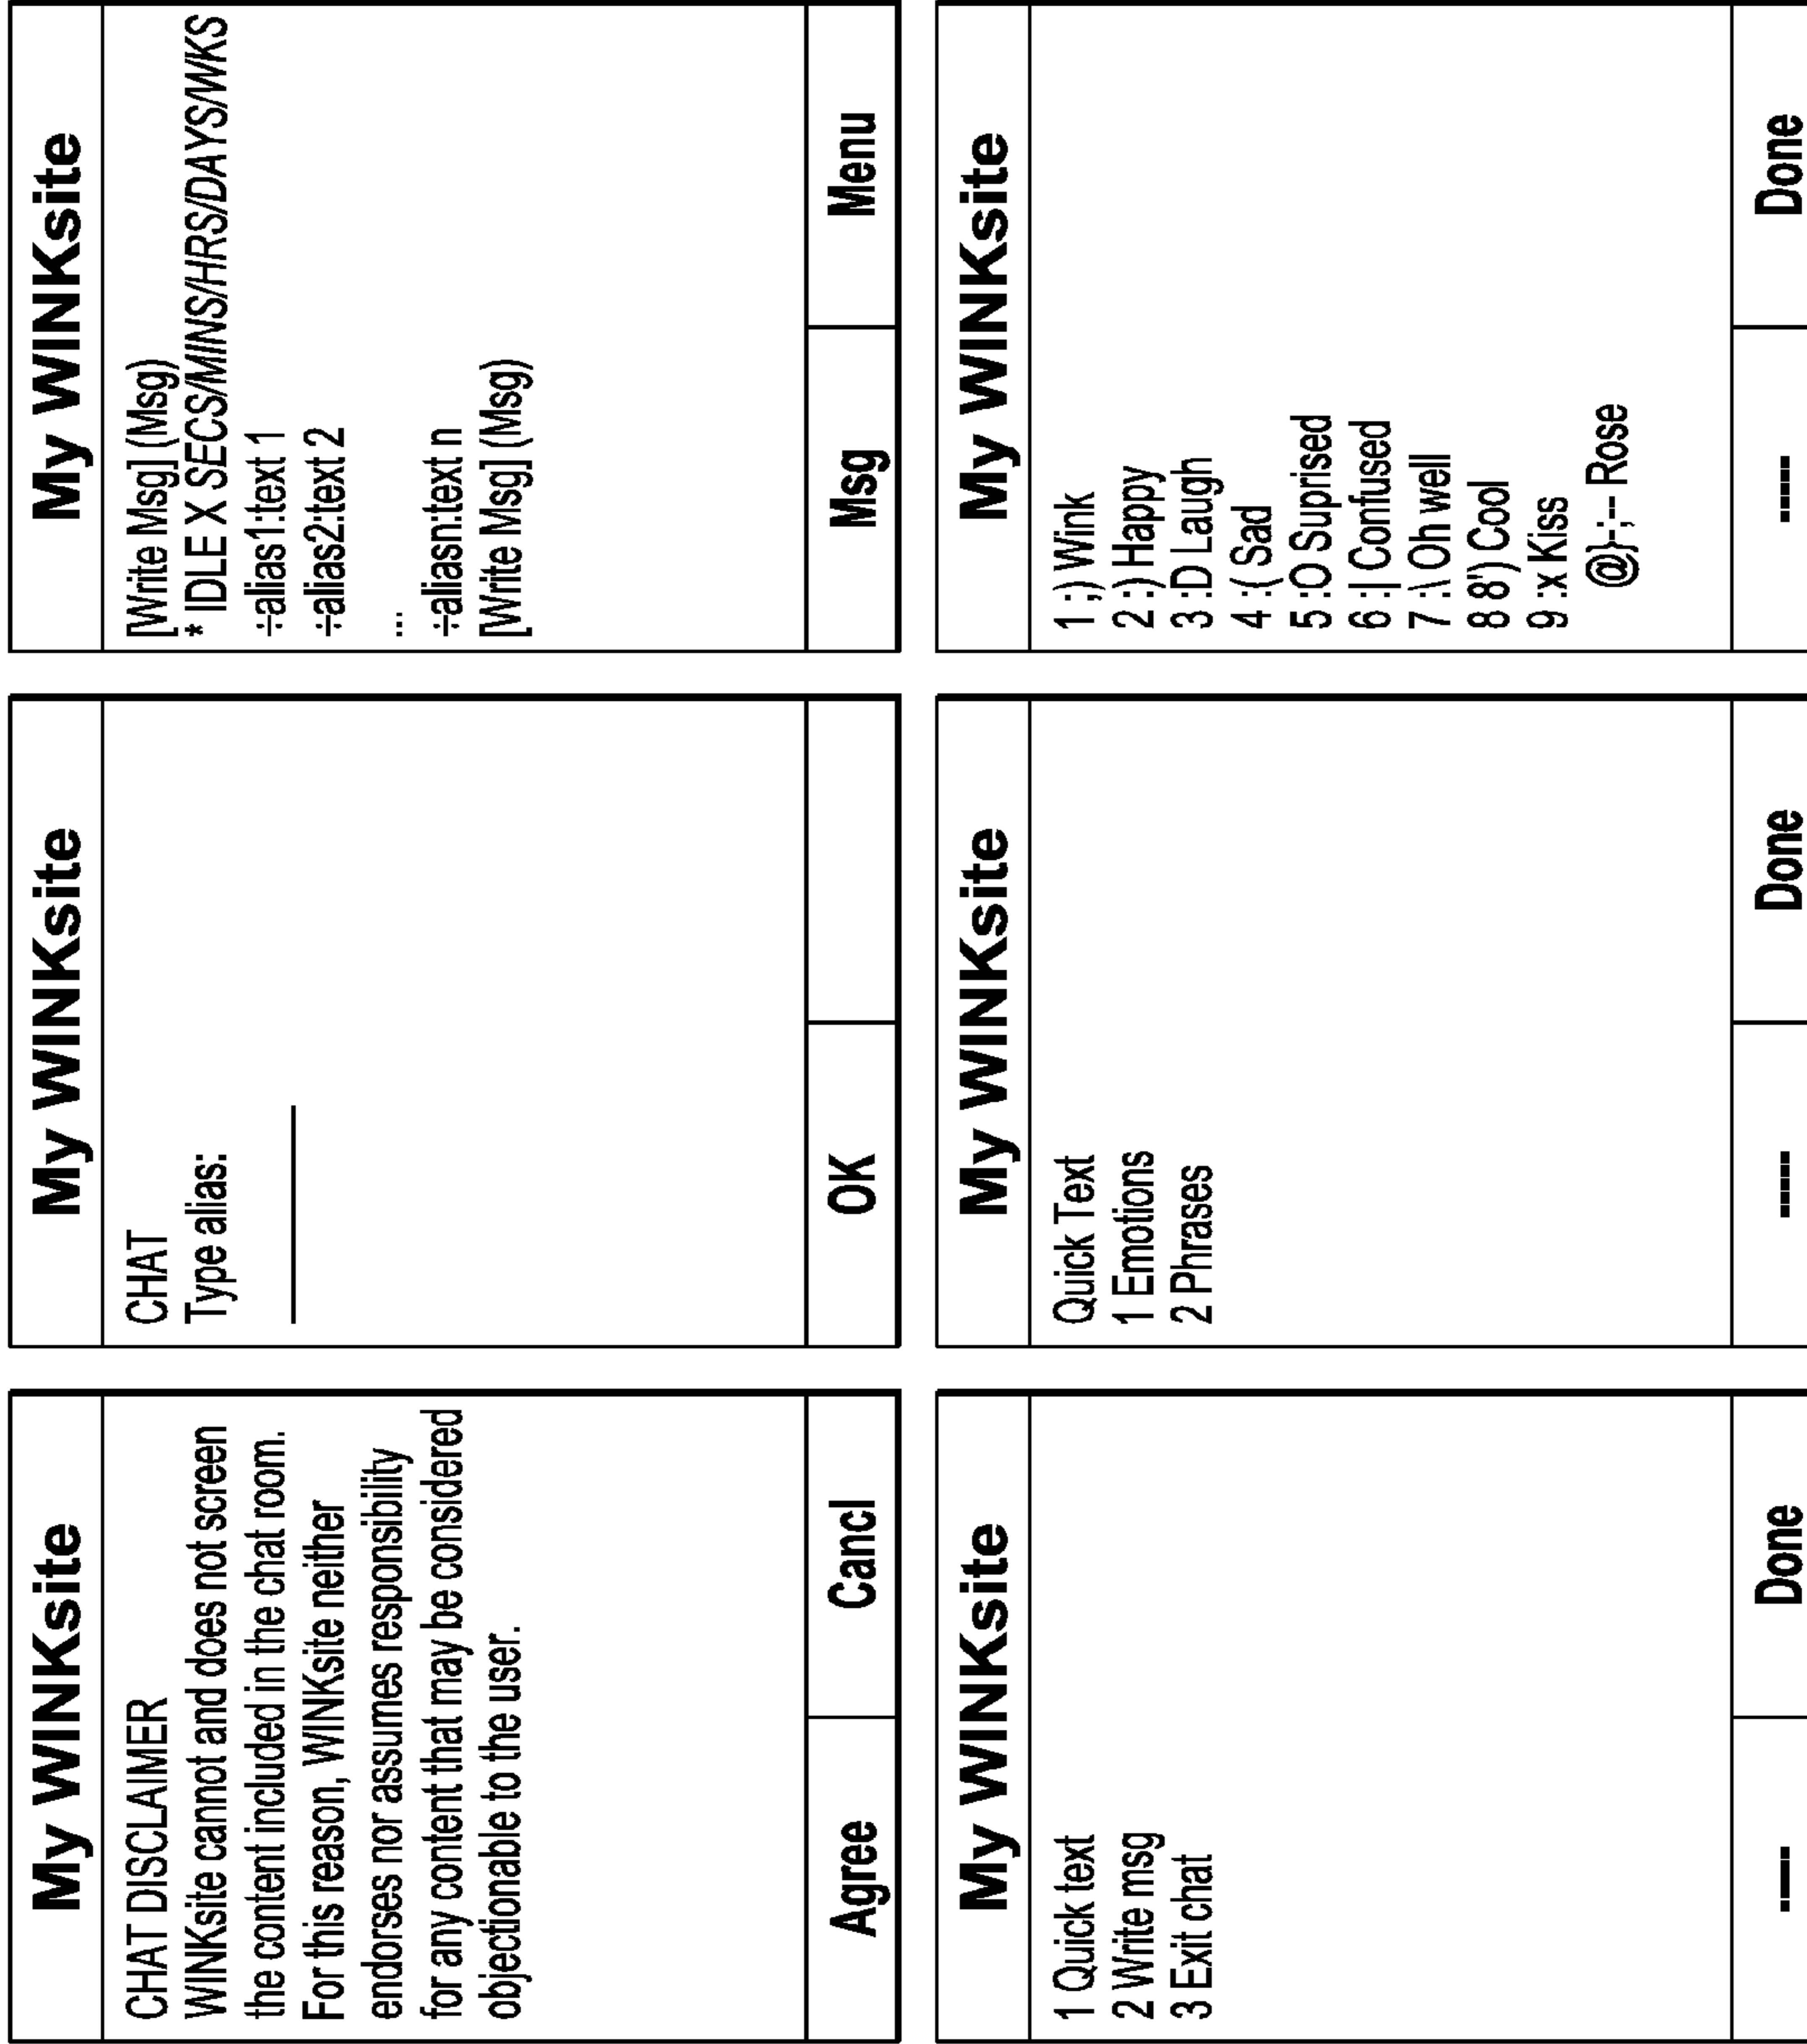 My WINKsite
CHAT DISCLAIMER
WINKsite cannot and does not screen
the content included in the chat room.
For this reason, WINKsite neither
endorses nor assumes responsibility
for any content that may be considered
objectionable to the user.
Agree Cancl
My WINKsite
CHAT
Type alias:
OK
My WINKsite
[Write Msg] (Msg)
* IDLE X SECS/MINS/HRS/DAYS/WKS
÷alias1:text 1
÷alias2:text 2
...
÷aliasn:text n
[Write Msg] (Msg)
Msg Menu
My WINKsite
1 Quick text
2 Write msg
3 Exit chat
----- Done
My WINKsite
Quick Text
1 Emotions
2 Phrases
----- Done
My WINKsite
1 ;) Wink
2 :) Happy
3 :D Laugh
4 :( Sad
5 :O Suprised
6 :| Confused
7 :\ Oh well
8 8') Cool
9 :x Kiss
@}-;-- Rose
----- Done